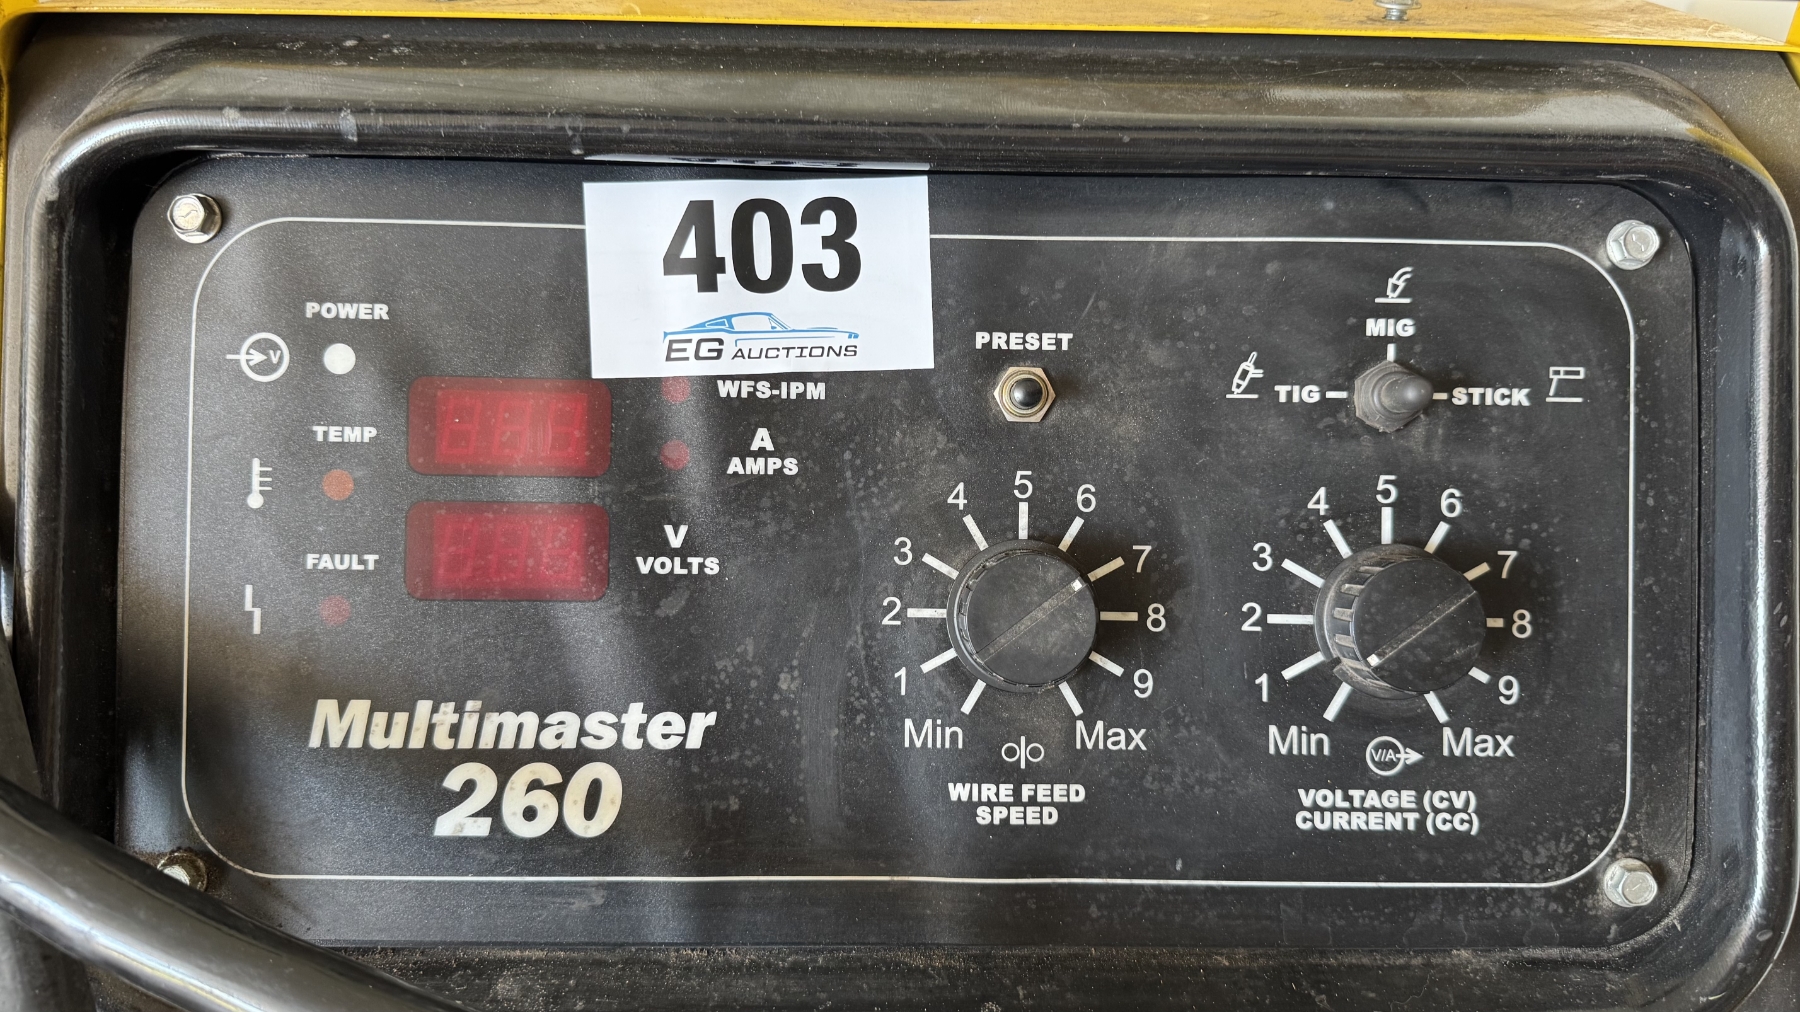 403
EG AUCTIONS
POWER
V
TEMP
FAULT
WFS-IPM
A
AMPS
V
VOLTS
Multimaster
260
PRESET
MIG
TIG
STICK
Min 1 2 3 4 5 6 7 8 9 Max
WIRE FEED
SPEED
Min 1 2 3 4 5 6 7 8 9 Max
V/A
VOLTAGE (CV)
CURRENT (CC)